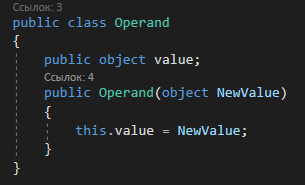 Ссылок: 3
public class Operand
{
public object value;
Ссылок: 4
public Operand(object NewValue)
{
this.value = NewValue;
}
}